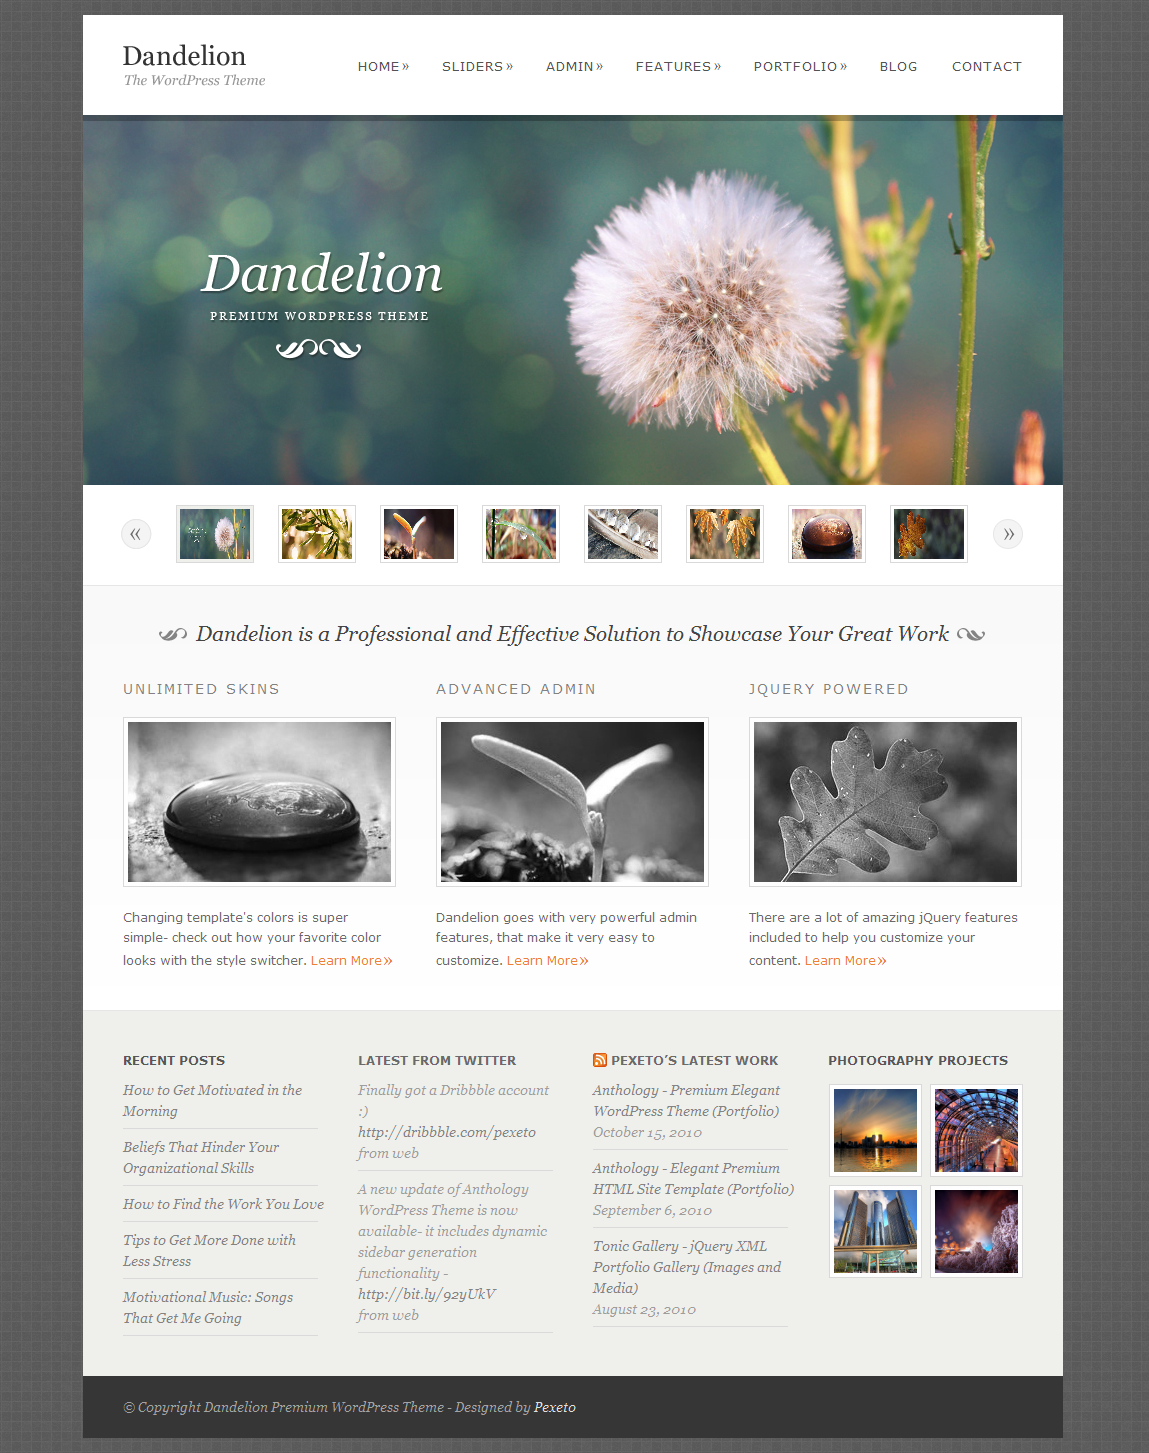 Dandelion
The WordPress Theme
HOME » SLIDERS » ADMIN » FEATURES » PORTFOLIO » BLOG CONTACT
Dandelion
PREMIUM WORDPRESS THEME
Dandelion is a Professional and Effective Solution to Showcase Your Great Work
UNLIMITED SKINS
Changing template's colors is super
simple- check out how your favorite color
looks with the style switcher. Learn More»
ADVANCED ADMIN
Dandelion goes with very powerful admin
features, that make it very easy to
customize. Learn More»
JQUERY POWERED
There are a lot of amazing jQuery features
included to help you customize your
content. Learn More»
RECENT POSTS
How to Get Motivated in the
Morning
Beliefs That Hinder Your
Organizational Skills
How to Find the Work You Love
Tips to Get More Done with
Less Stress
Motivational Music: Songs
That Get Me Going
LATEST FROM TWITTER
Finally got a Dribbble account
:)
http://dribbble.com/pexeto
from web
A new update of Anthology
WordPress Theme is now
available- it includes dynamic
sidebar generation
functionality -
http://bit.ly/92yUkV
from web
PEXETO’S LATEST WORK
Anthology - Premium Elegant
WordPress Theme (Portfolio)
October 15, 2010
Anthology - Elegant Premium
HTML Site Template (Portfolio)
September 6, 2010
Tonic Gallery - jQuery XML
Portfolio Gallery (Images and
Media)
August 23, 2010
PHOTOGRAPHY PROJECTS
© Copyright Dandelion Premium WordPress Theme - Designed by Pexeto